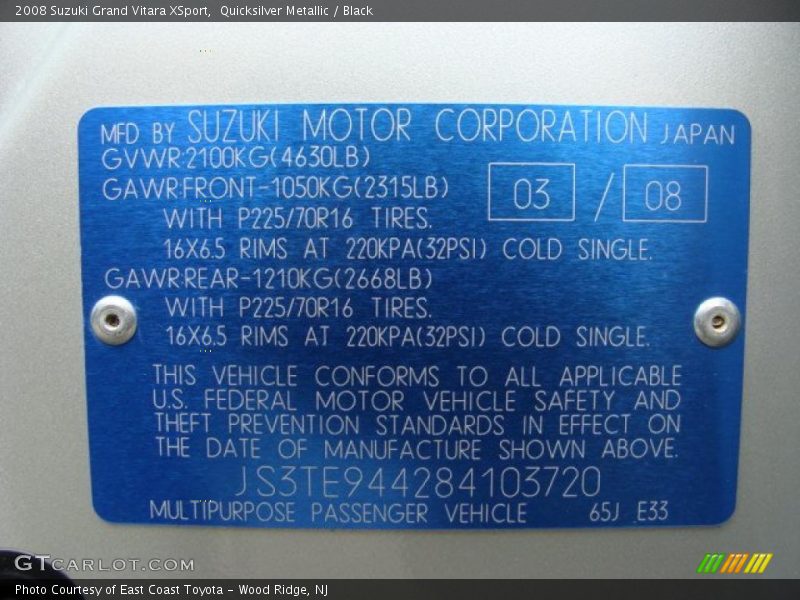 2008 Suzuki Grand Vitara XSport,  Quicksilver Metallic / Black
MFD BY SUZUKI MOTOR CORPORATION JAPAN
GVWR:2100KG(4630LB)
GAWR:FRONT-1050KG(2315LB) 03 / 08
WITH P225/70R16 TIRES.
16X6.5 RIMS AT 220KPA(32PSI) COLD SINGLE.
GAWR:REAR-1210KG(2668LB)
WITH P225/70R16 TIRES.
16X6.5 RIMS AT 220KPA(32PSI) COLD SINGLE.
THIS VEHICLE CONFORMS TO ALL APPLICABLE
U.S. FEDERAL MOTOR VEHICLE SAFETY AND
THEFT PREVENTION STANDARDS IN EFFECT ON
THE DATE OF MANUFACTURE SHOWN ABOVE.
JS3TE944284103720
MULTIPURPOSE PASSENGER VEHICLE 65J E33
GTCARLOT.COM
Photo Courtesy of East Coast Toyota - Wood Ridge, NJ